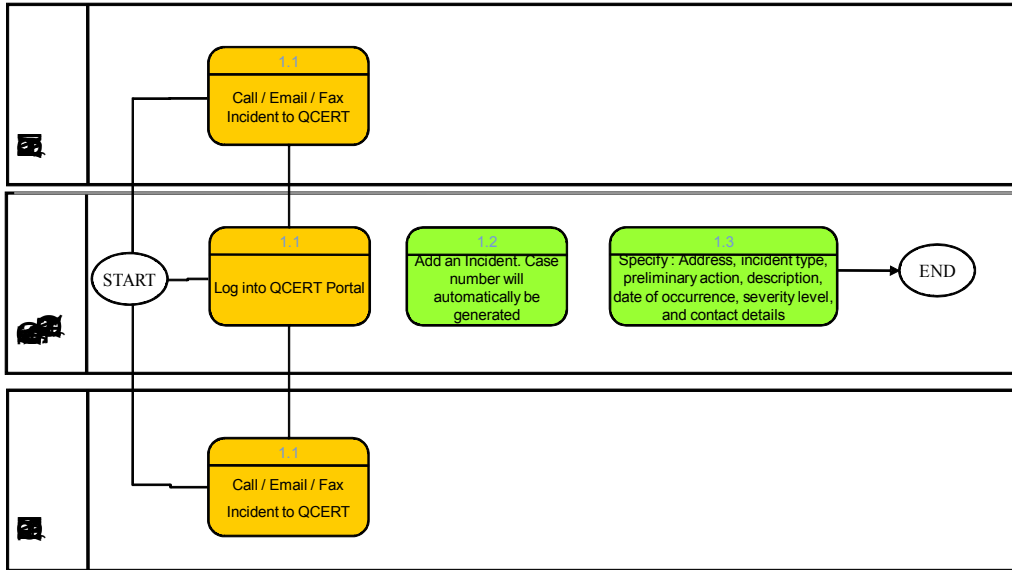 1.1
Call / Email / Fax
Incident to QCERT
START
1.1
Log into QCERT Portal
1.2
Add an Incident. Case
number will
automatically be
generated
1.3
Specify : Address, incident type,
preliminary action, description,
date of occurrence, severity level,
and contact details
END
1.1
Call / Email / Fax
Incident to QCERT